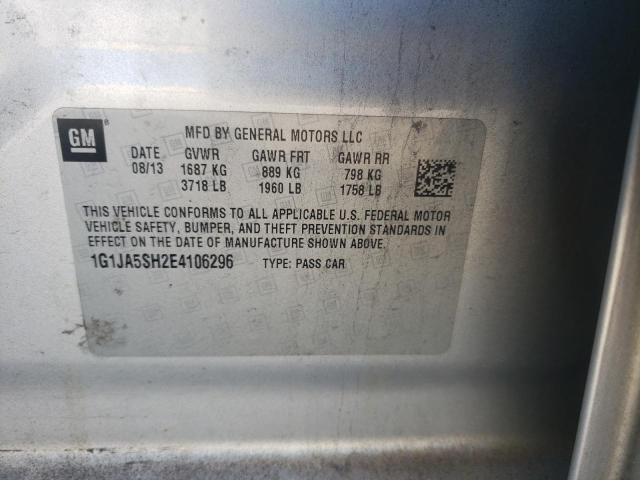 GM
MFD BY GENERAL MOTORS LLC
DATE GVWR GAWR FRT GAWR RR
08/13 1687 KG 889 KG 798 KG
3718 LB 1960 LB 1758 LB
THIS VEHICLE CONFORMS TO ALL APPLICABLE U.S. FEDERAL MOTOR
VEHICLE SAFETY, BUMPER, AND THEFT PREVENTION STANDARDS IN
EFFECT ON THE DATE OF MANUFACTURE SHOWN ABOVE.
1G1JA5SH2E4106296 TYPE: PASS CAR